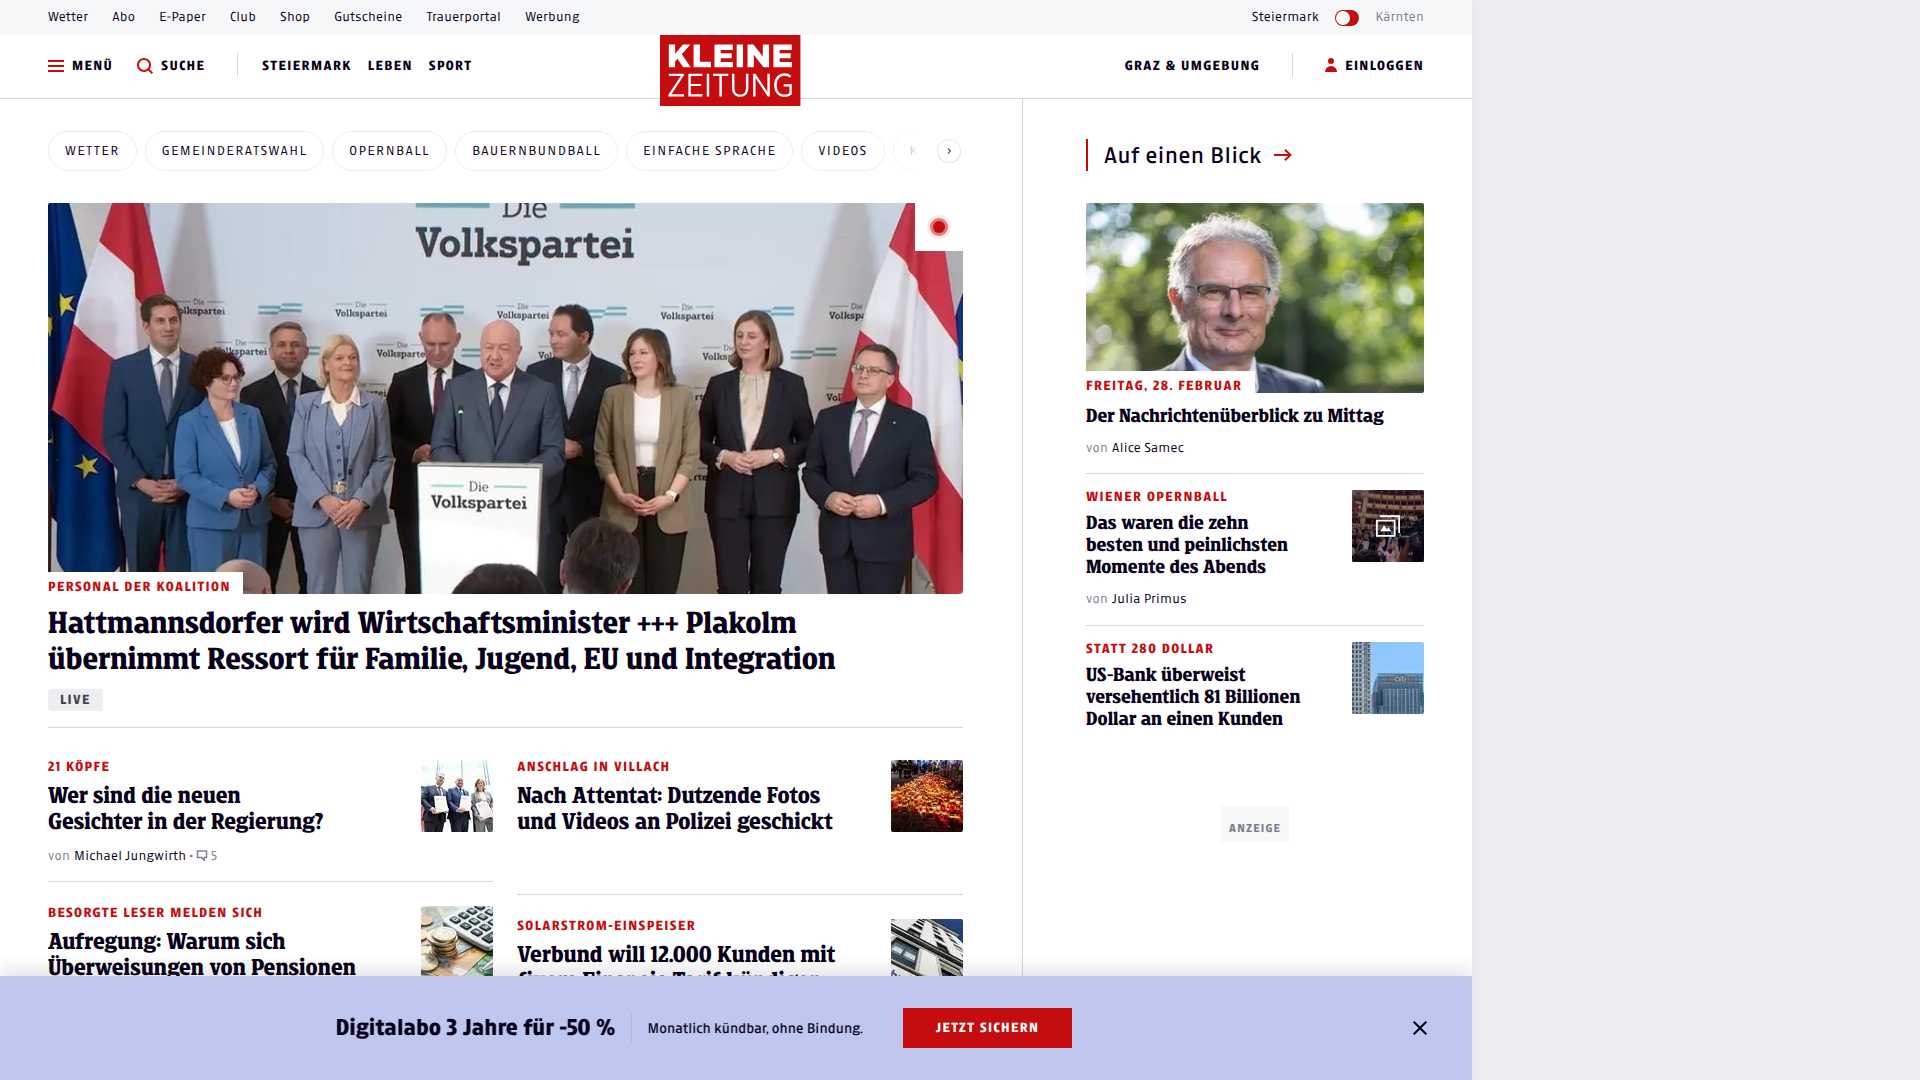 Wetter Abo E-Paper Club Shop Gutscheine Trauerportal Werbung Steiermark Kärnten
MENÜ SUCHE STEIERMARK LEBEN SPORT KLEINE ZEITUNG GRAZ & UMGEBUNG EINLOGGEN
WETTER GEMEINDERATSWAHL OPERNBALL BAUERNBUNDBALL EINFACHE SPRACHE VIDEOS K
Die
Volkspartei
Die
Volkspartei
PERSONAL DER KOALITION
Hattmannsdorfer wird Wirtschaftsminister +++ Plakolm
übernimmt Ressort für Familie, Jugend, EU und Integration
LIVE
21 KÖPFE
Wer sind die neuen
Gesichter in der Regierung?
von Michael Jungwirth • 5
ANSCHLAG IN VILLACH
Nach Attentat: Dutzende Fotos
und Videos an Polizei geschickt
BESORGTE LESER MELDEN SICH
Aufregung: Warum sich
Überweisungen von Pensionen
SOLARSTROM-EINSPEISER
Verbund will 12.000 Kunden mit
Auf einen Blick
FREITAG, 28. FEBRUAR
Der Nachrichtenüberblick zu Mittag
von Alice Samec
WIENER OPERNBALL
Das waren die zehn
besten und peinlichsten
Momente des Abends
von Julia Primus
STATT 280 DOLLAR
US-Bank überweist
versehentlich 81 Billionen
Dollar an einen Kunden
ANZEIGE
Digitalabo 3 Jahre für -50 % Monatlich kündbar, ohne Bindung. JETZT SICHERN